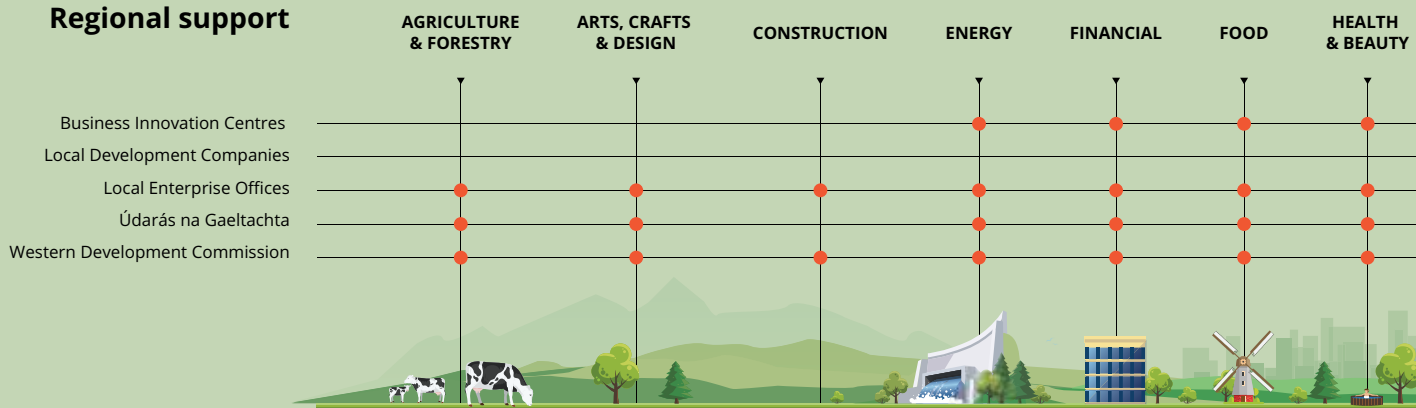 Regional support
AGRICULTURE
& FORESTRY
ARTS, CRAFTS
& DESIGN
CONSTRUCTION
ENERGY
FINANCIAL
FOOD
HEALTH
& BEAUTY
Business Innovation Centres
Local Development Companies
Local Enterprise Offices
Údarás na Gaeltachta
Western Development Commission